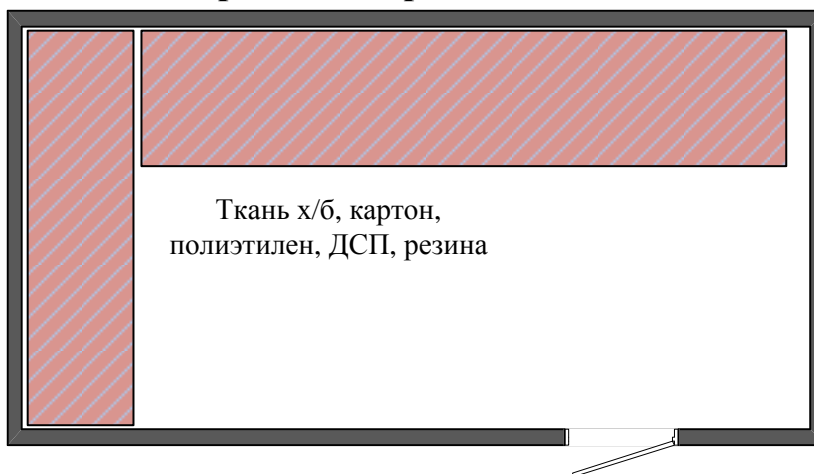 Ткань х/б, картон,
полиэтилен, ДСП, резина